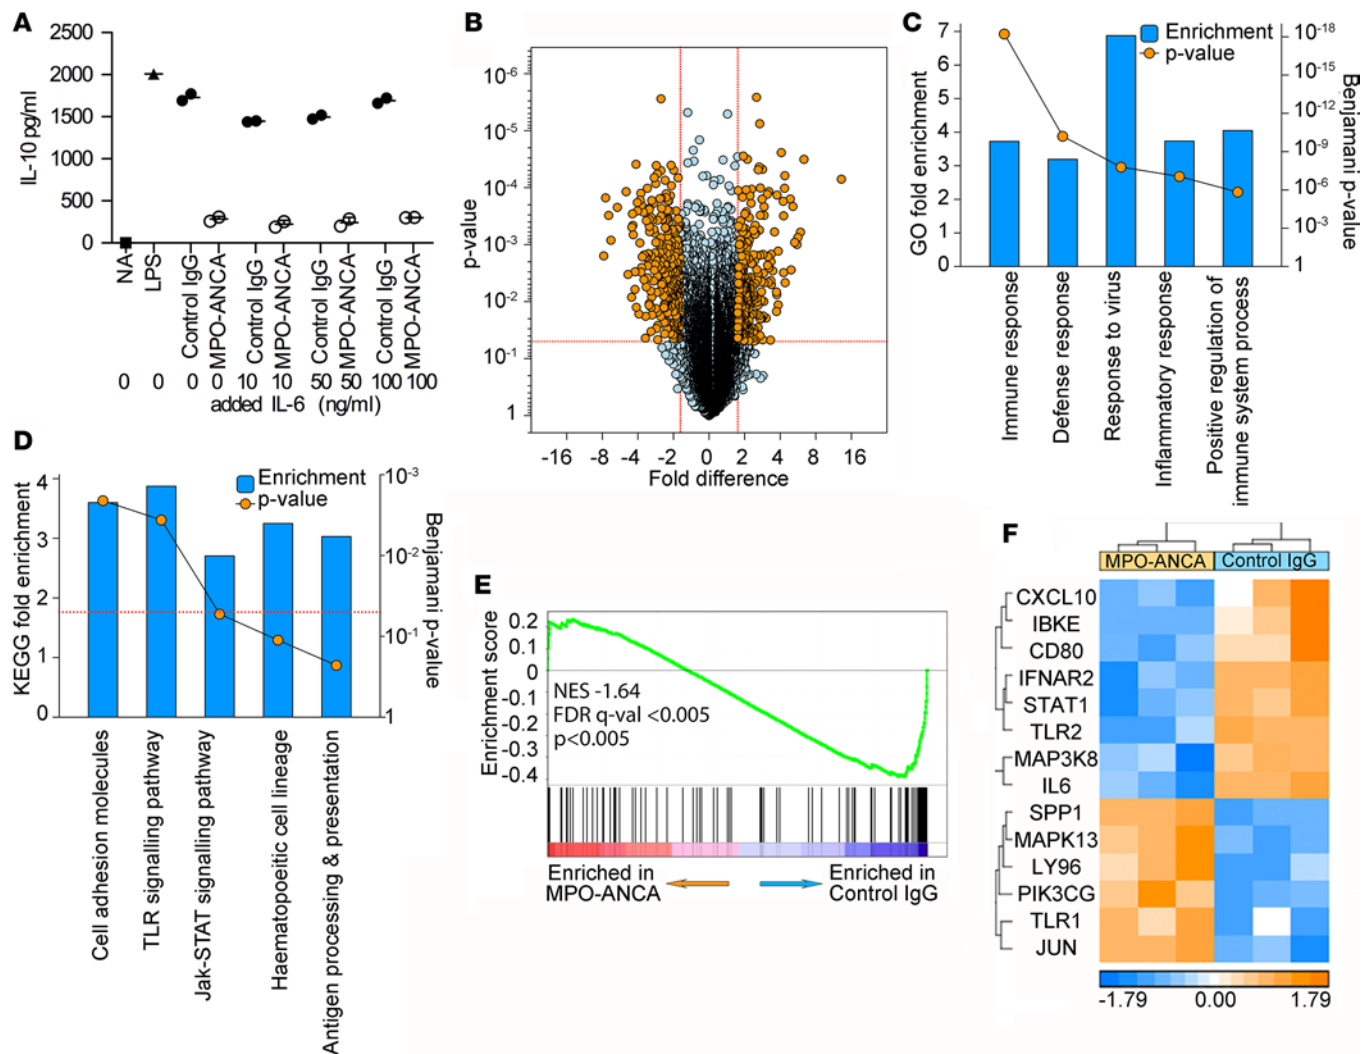 A
2500
2000
1500
1000
500
0
IL-10 pg/ml
NA
LPS
Control IgG
MPO-ANCA
Control IgG
MPO-ANCA
Control IgG
MPO-ANCA
Control IgG
MPO-ANCA
0 0 0 0 10 10 50 50 100 100
added IL-6 (ng/ml)
B
p-value
10-6
10-5
10-4
10-3
10-2
10-1
1
-16 -8 -4 -2 0 2 4 8 16
Fold difference
C
GO fold enrichment
7
6
5
4
3
2
1
0
Enrichment
p-value
10-18
10-15
10-12
10-9
10-6
10-3
1
Benjamani p-value
Immune response
Defense response
Response to virus
Inflammatory response
Positive regulation of
immune system process
D
KEGG fold enrichment
4
3
2
1
0
Enrichment
p-value
10-3
10-2
10-1
1
Benjamani p-value
Cell adhesion molecules
TLR signalling pathway
Jak-STAT signalling pathway
Haematopoeitic cell lineage
Antigen processing & presentation
E
Enrichment score
0.2
0.1
0
-0.1
-0.2
-0.3
-0.4
NES -1.64
FDR q-val <0.005
p<0.005
Enriched in
MPO-ANCA
Enriched in
Control IgG
F
MPO-ANCA Control IgG
CXCL10
IBKE
CD80
IFNAR2
STAT1
TLR2
MAP3K8
IL6
SPP1
MAPK13
LY96
PIK3CG
TLR1
JUN
-1.79 0.00 1.79